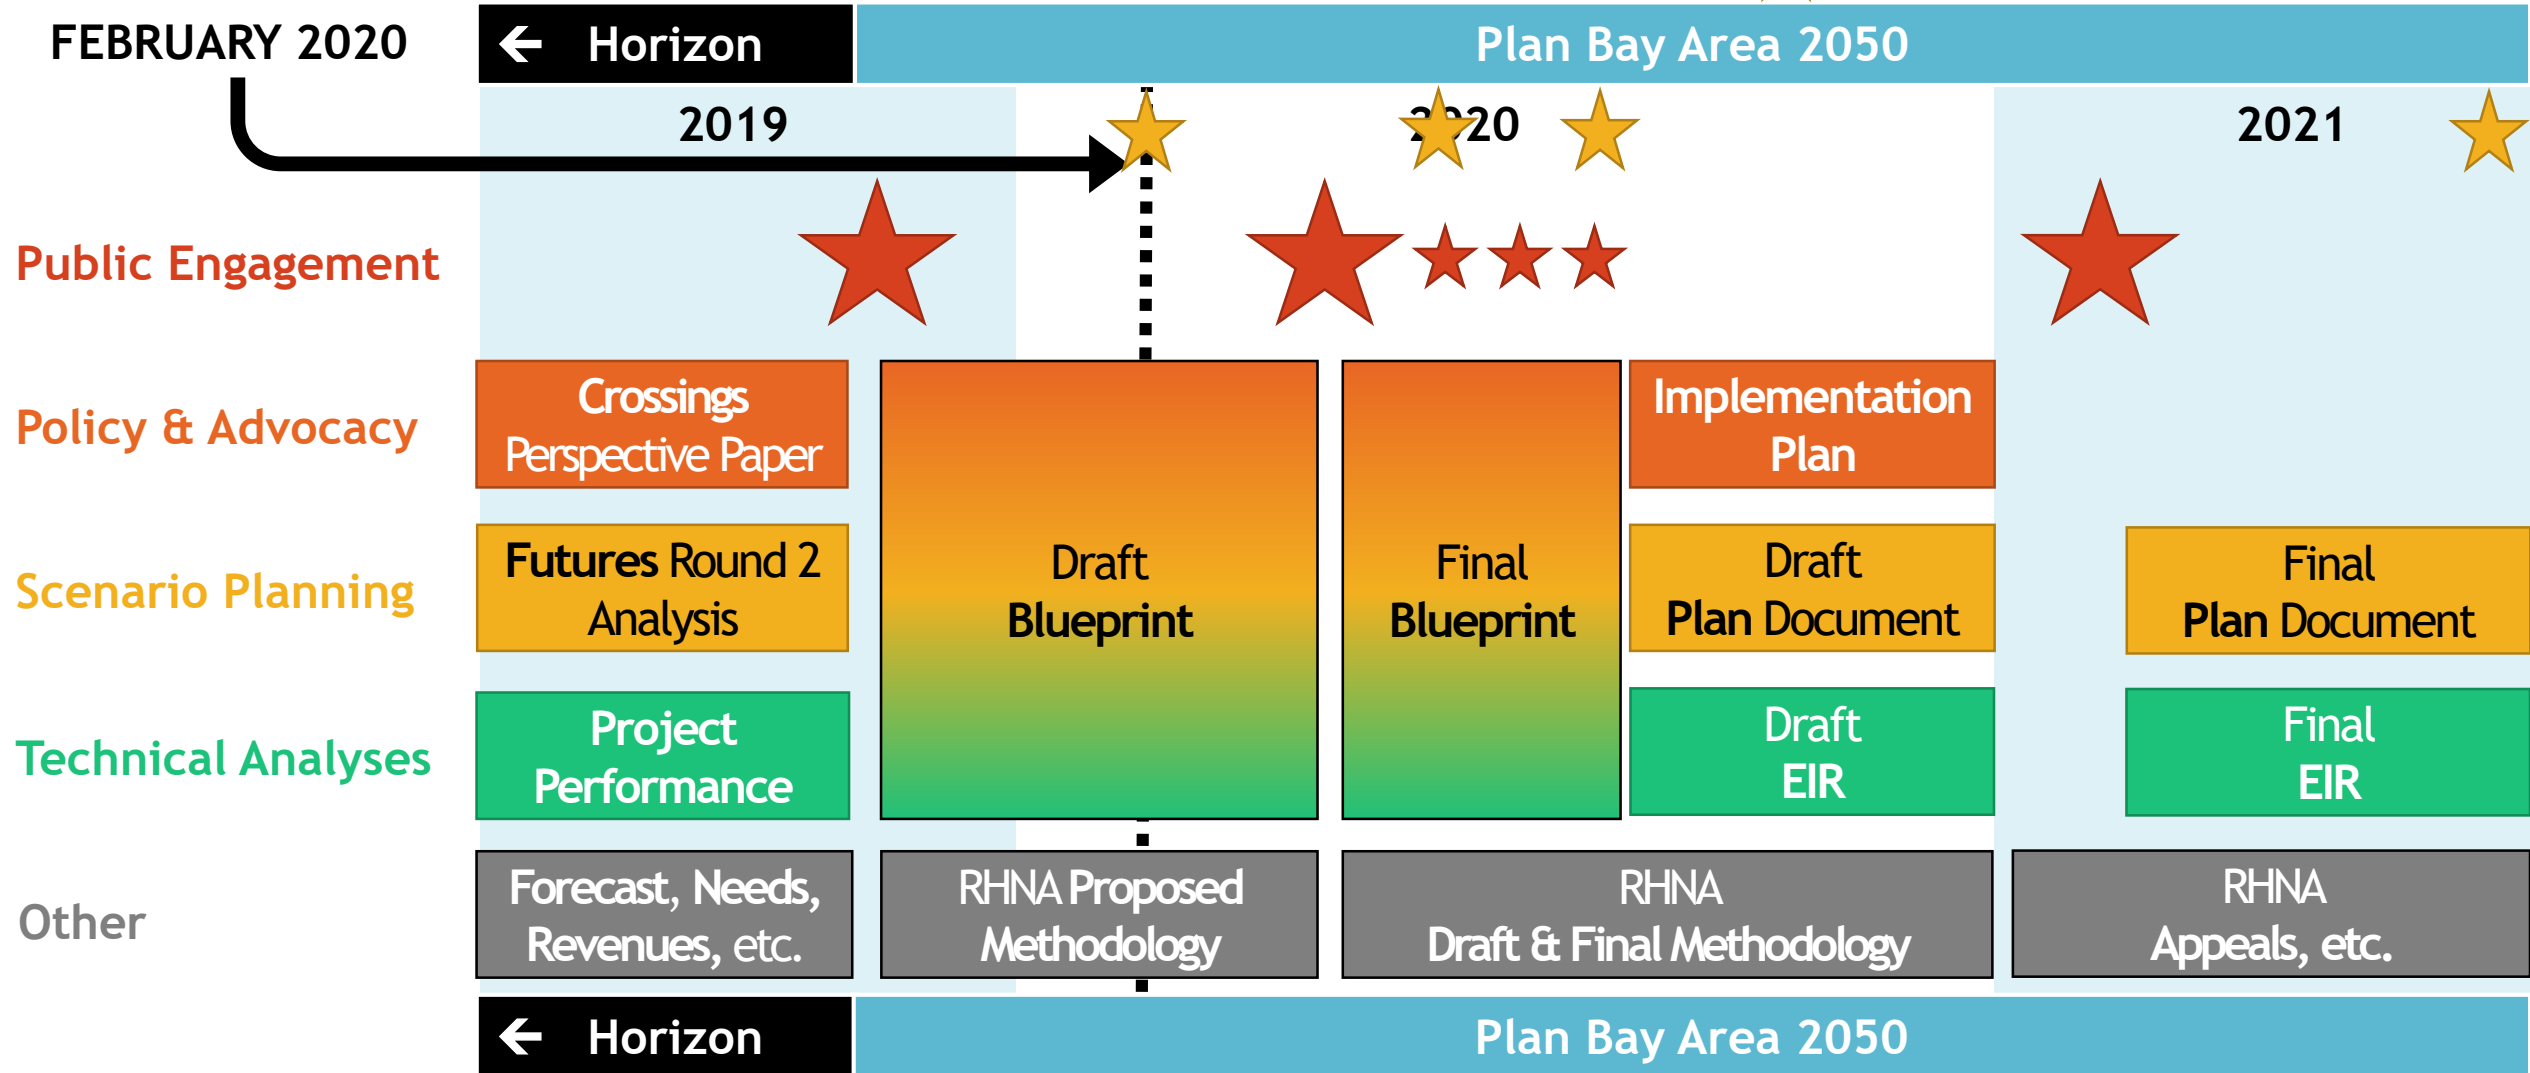 FEBRUARY 2020
Horizon
Plan Bay Area 2050
2019
2020
2021
Public Engagement
Policy & Advocacy
Crossings
Perspective Paper
Implementation
Plan
Scenario Planning
Futures Round 2
Analysis
Draft
Blueprint
Final
Blueprint
Draft
Plan Document
Final
Plan Document
Technical Analyses
Project
Performance
Draft
EIR
Final
EIR
Other
Forecast, Needs,
Revenues, etc.
RHNA Proposed
Methodology
RHNA
Draft & Final Methodology
RHNA
Appeals, etc.
Horizon
Plan Bay Area 2050